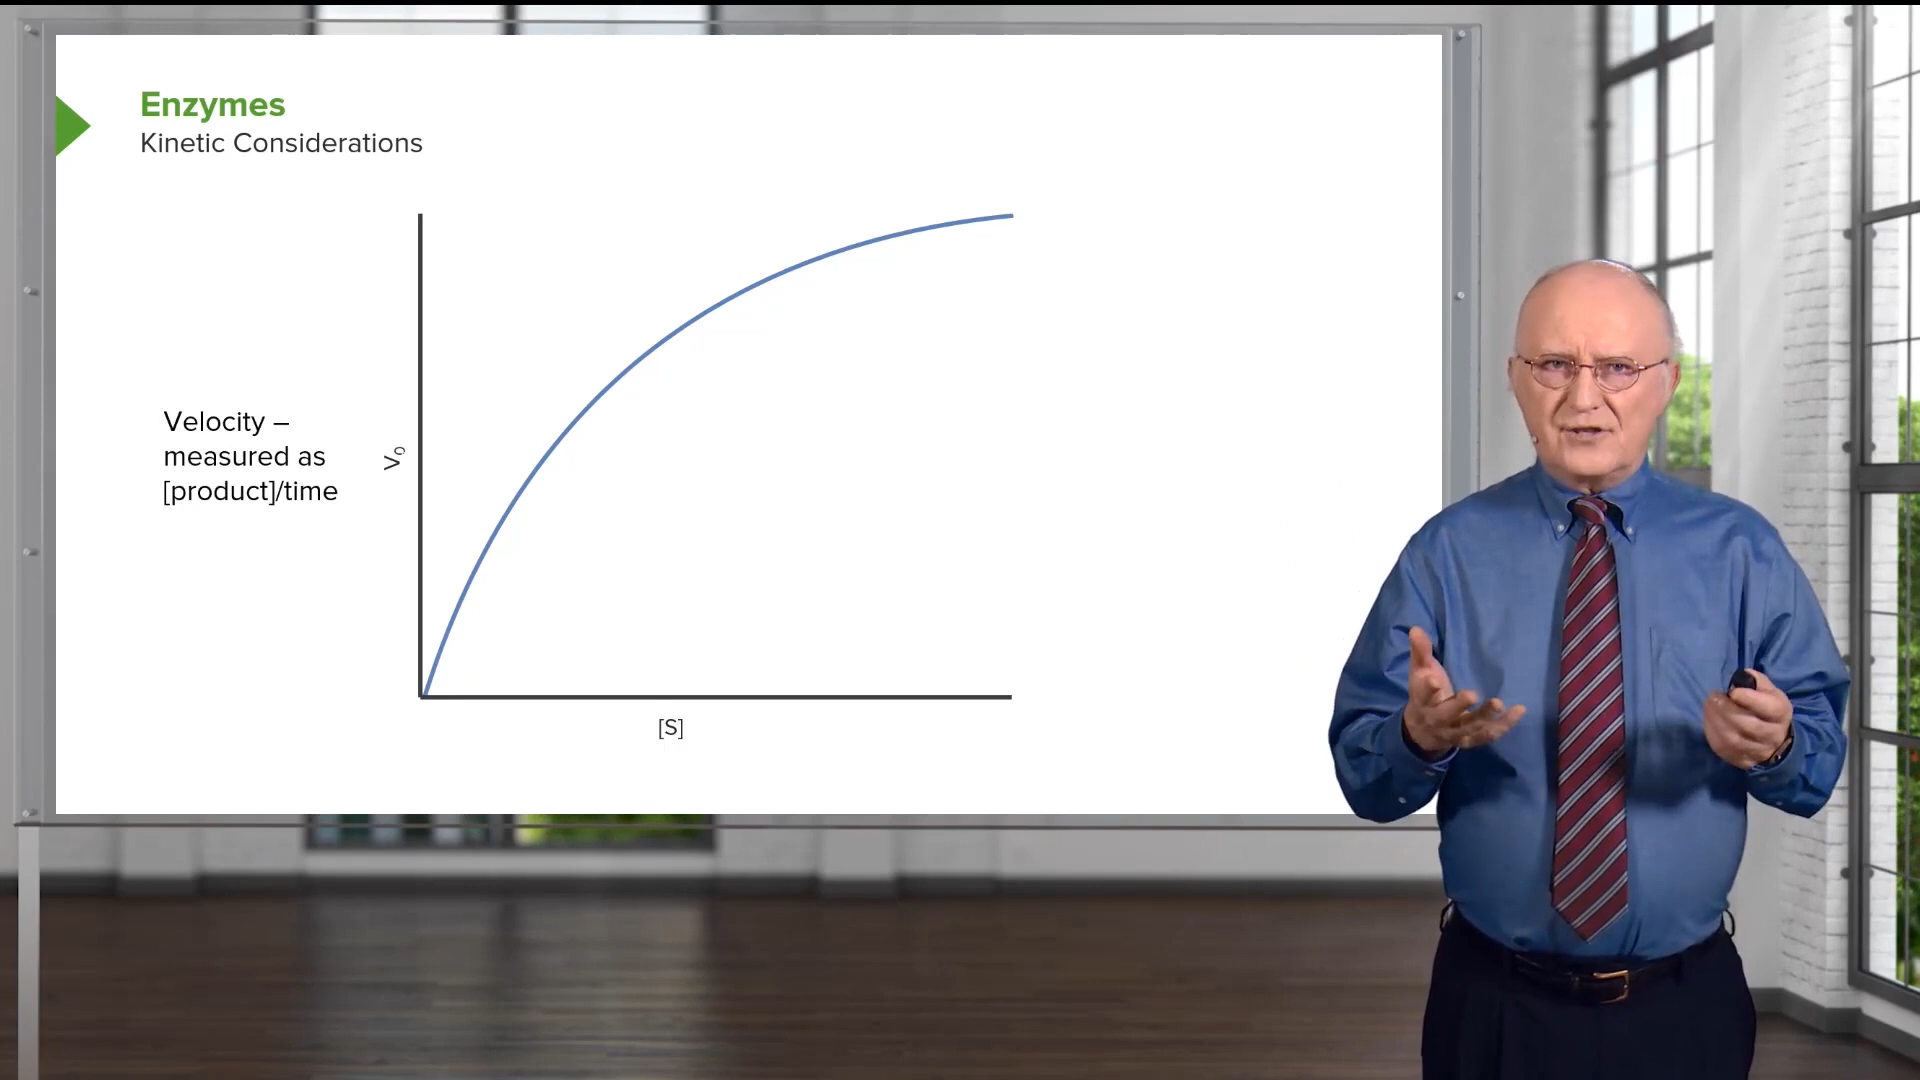 Enzymes
Kinetic Considerations
Velocity –
measured as
[product]/time
V₀
[S]